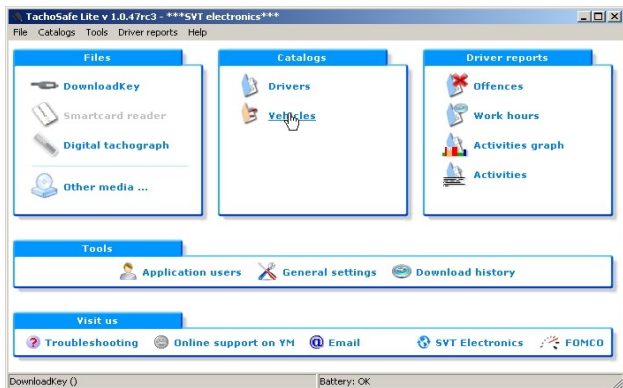 TachoSafe Lite v 1.0.47rc3 - ***SVT electronics***
File Catalogs Tools Driver reports Help
Files
DownloadKey
Smartcard reader
Digital tachograph
Other media ...
Catalogs
Drivers
Vehicles
Driver reports
Offences
Work hours
Activities graph
Activities
Tools
Application users General settings Download history
Visit us
Troubleshooting Online support on YM Email SVT Electronics FOMCO
DownloadKey () Battery: OK